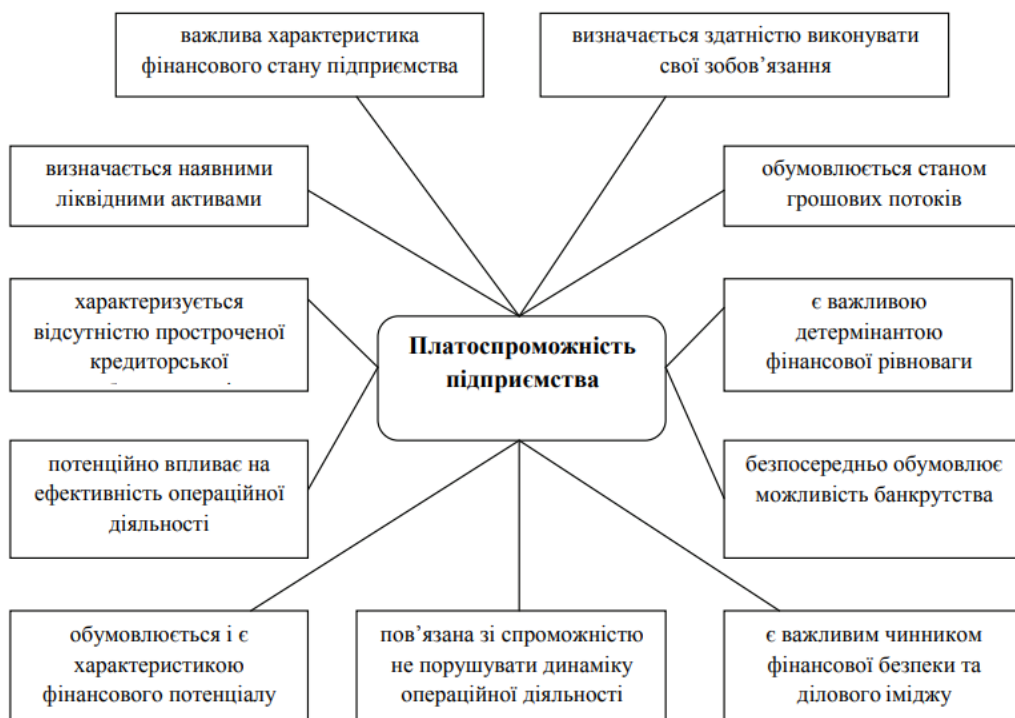 важлива характеристика
фінансового стану підприємства
визначається здатністю виконувати
свої зобов’язання
визначається наявними
ліквідними активами
обумовлюється станом
грошових потоків
характеризується
відсутністю простроченої
кредиторської
Платоспроможність
підприємства
є важливою
детермінантою
фінансової рівноваги
потенційно впливає на
ефективність операційної
діяльності
безпосередньо обумовлює
можливість банкрутства
обумовлюється і є
характеристикою
фінансового потенціалу
пов’язана зі спроможністю
не порушувати динаміку
операційної діяльності
є важливим чинником
фінансової безпеки та
ділового іміджу